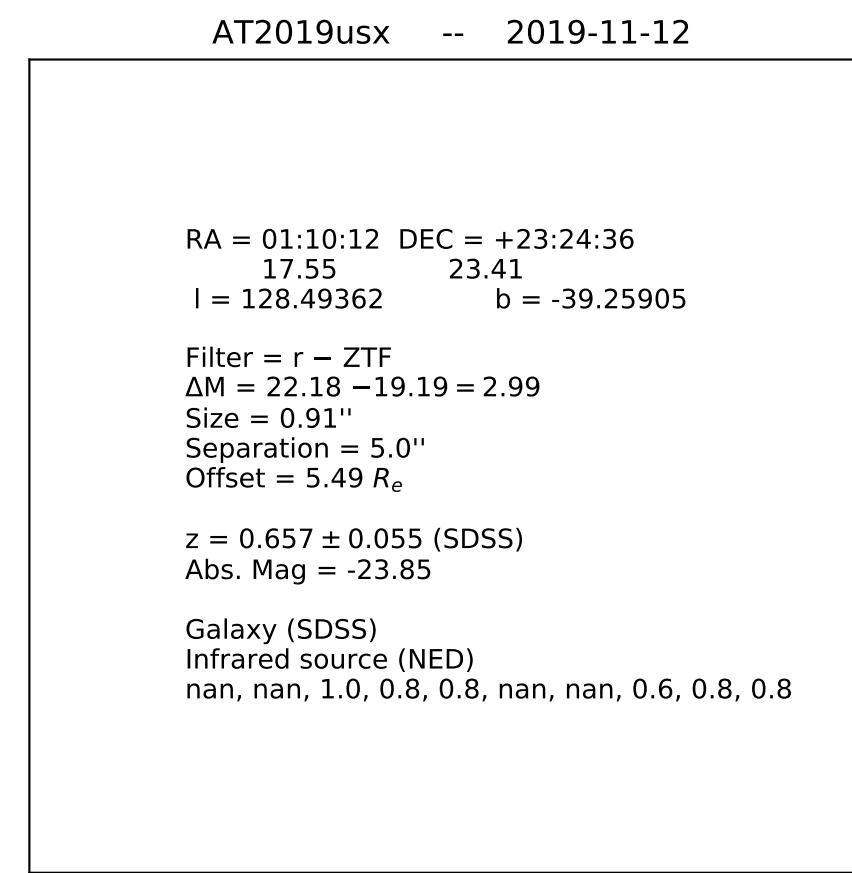 AT2019usx -- 2019-11-12
RA = 01:10:12 DEC = +23:24:36
17.55 23.41
l = 128.49362 b = -39.25905
Filter = r − ZTF
ΔM = 22.18 −19.19 = 2.99
Size = 0.91''
Separation = 5.0''
Offset = 5.49 Re
z = 0.657 ± 0.055 (SDSS)
Abs. Mag = -23.85
Galaxy (SDSS)
Infrared source (NED)
nan, nan, 1.0, 0.8, 0.8, nan, nan, 0.6, 0.8, 0.8